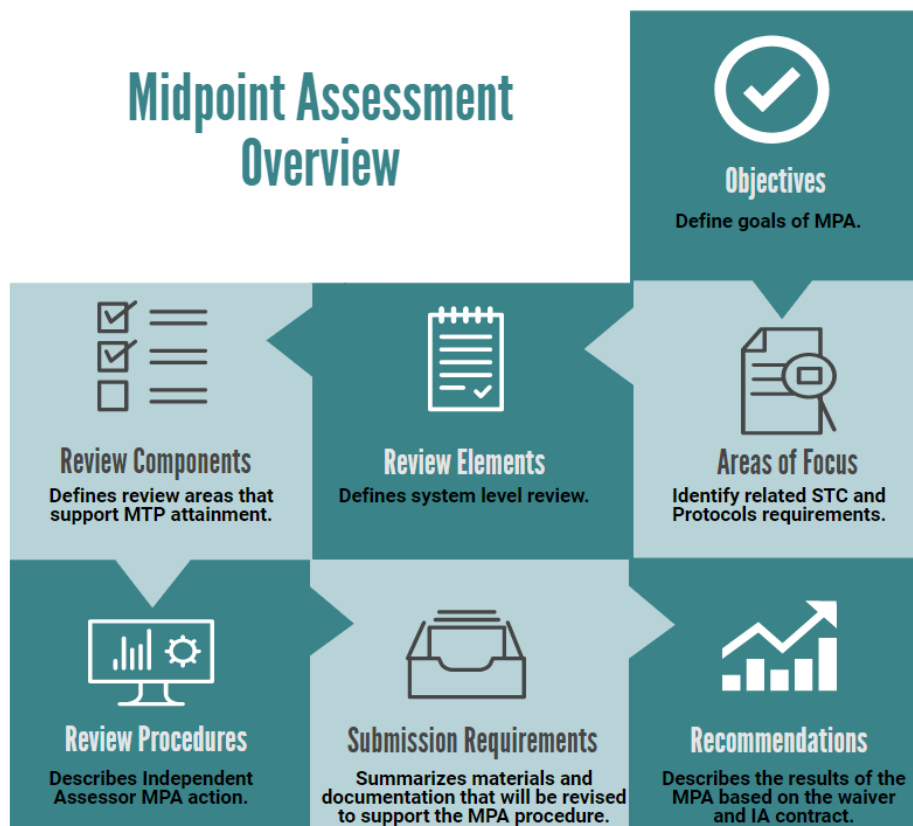 Midpoint Assessment
Overview
Objectives
Define goals of MPA.
Areas of Focus
Identify related STC and
Protocols requirements.
Review Elements
Defines system level review.
Review Components
Defines review areas that
support MTP attainment.
Review Procedures
Describes Independent
Assessor MPA action.
Submission Requirements
Summarizes materials and
documentation that will be revised
to support the MPA procedure.
Recommendations
Describes the results of the
MPA based on the waiver
and IA contract.